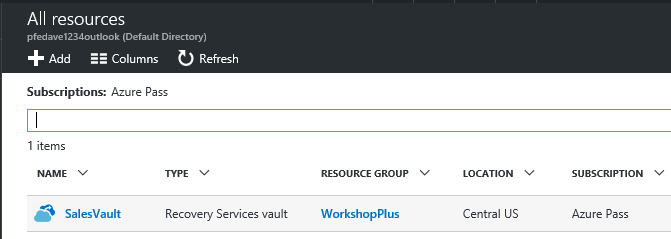 All resources
pfedave1234outlook (Default Directory)
Add Columns Refresh
Subscriptions: Azure Pass
1 items
NAME TYPE RESOURCE GROUP LOCATION SUBSCRIPTION
SalesVault Recovery Services vault WorkshopPlus Central US Azure Pass